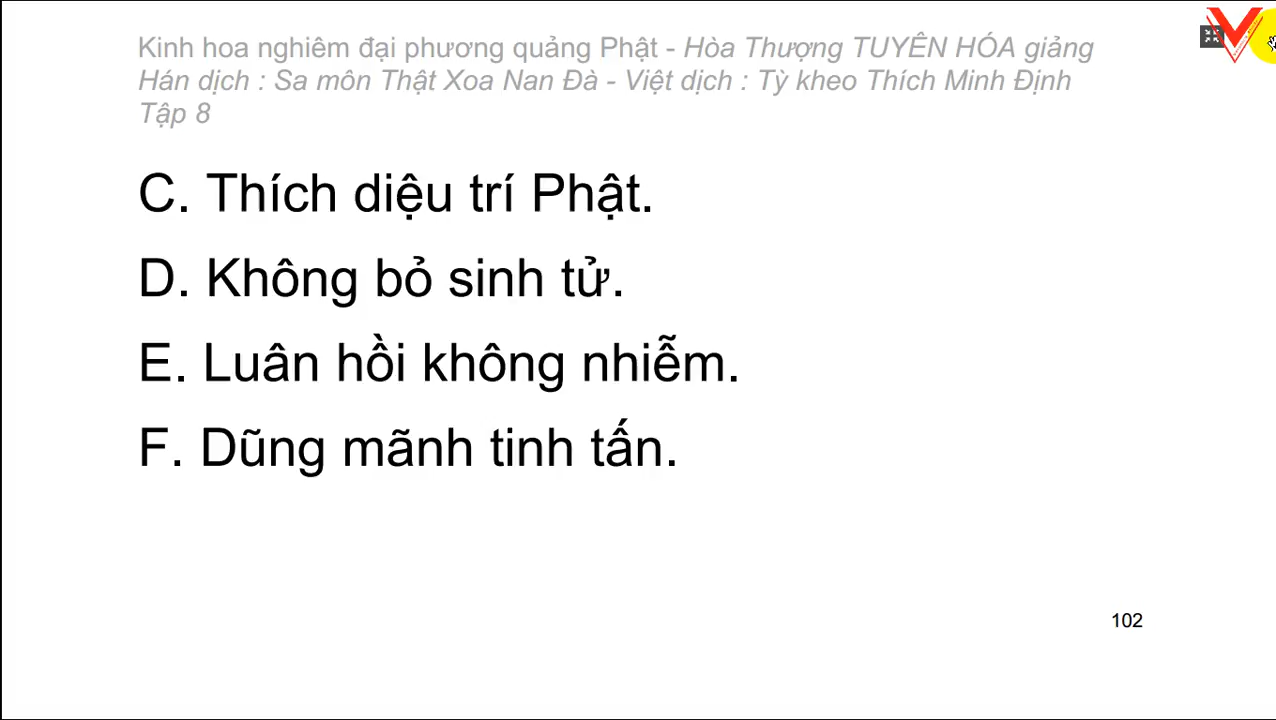 Kinh hoa nghiêm đại phương quảng Phật - Hòa Thượng TUYÊN HÓA giảng
Hán dịch : Sa môn Thật Xoa Nan Đà - Việt dịch : Tỳ kheo Thích Minh Định
Tập 8
C. Thích diệu trí Phật.
D. Không bỏ sinh tử.
E. Luân hồi không nhiễm.
F. Dũng mãnh tinh tấn.
102